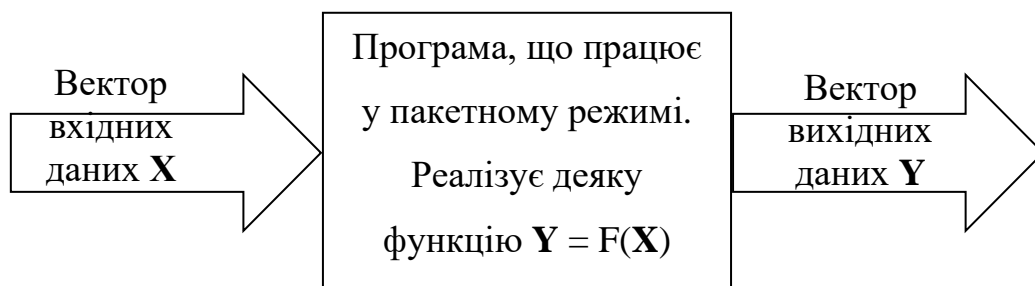 Вектор
вхідних
даних X
Програма, що працює
у пакетному режимі.
Реалізує деяку
функцію Y = F(X)
Вектор
вихідних
даних Y